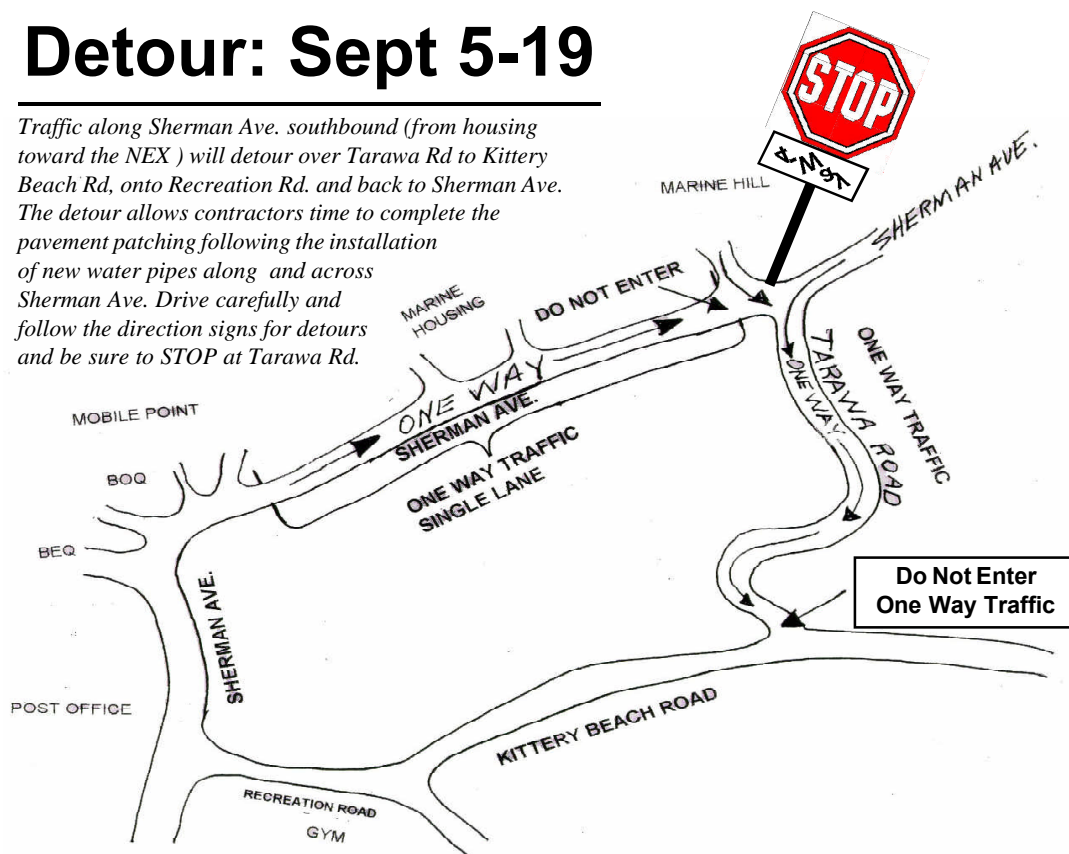 Detour: Sept 5-19
Traffic along Sherman Ave. southbound (from housing
toward the NEX ) will detour over Tarawa Rd to Kittery
Beach Rd, onto Recreation Rd. and back to Sherman Ave.
The detour allows contractors time to complete the
pavement patching following the installation
of new water pipes along and across
Sherman Ave. Drive carefully and
follow the direction signs for detours
and be sure to STOP at Tarawa Rd.
STOP
MARINE HILL
SHERMAN AVE.
DO NOT ENTER
MARINE
HOUSING
ONE WAY
SHERMAN AVE.
ONE WAY TRAFFIC
SINGLE LANE
TARAWA ROAD
ONE WAY
ONE WAY TRAFFIC
MOBILE POINT
BOQ
BEQ
Do Not Enter
One Way Traffic
SHERMAN AVE.
POST OFFICE
KITTERY BEACH ROAD
RECREATION ROAD
GYM